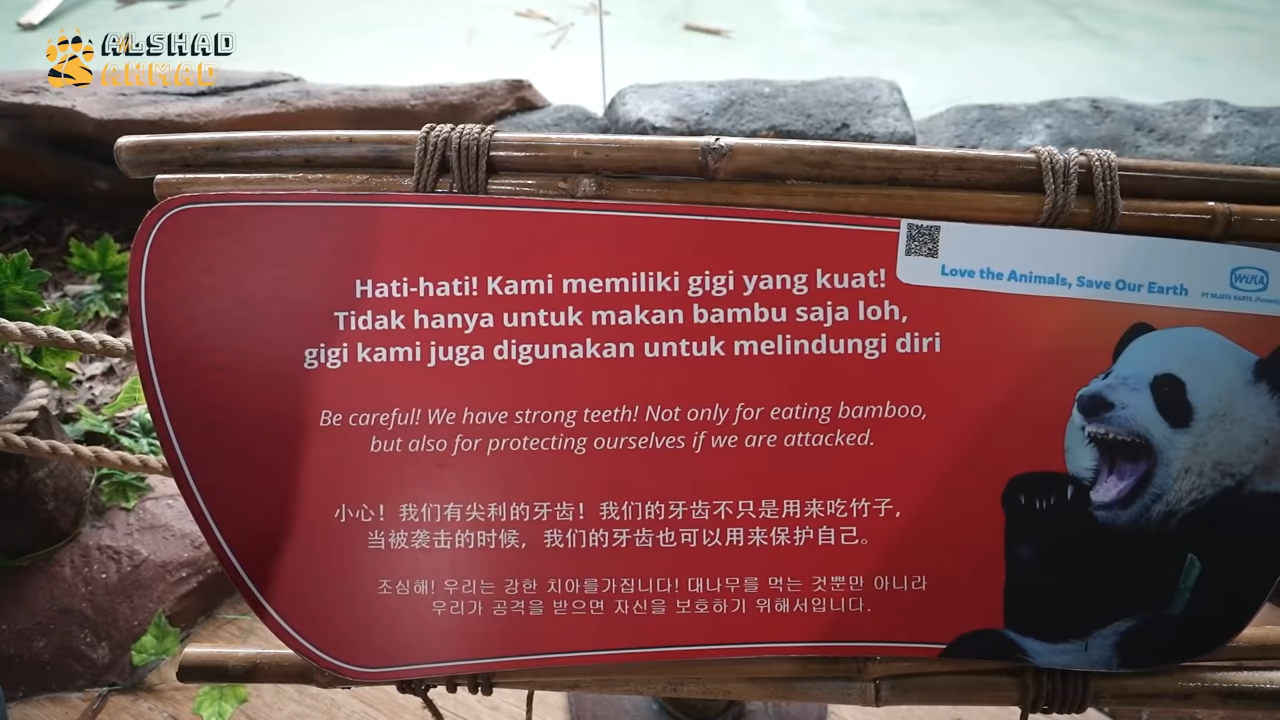 ALSHAD
AHMAD
Love the Animals, Save Our Earth
WIKA
PT WIJAYA KARYA (Persero)
Hati-hati! Kami memiliki gigi yang kuat!
Tidak hanya untuk makan bambu saja loh,
gigi kami juga digunakan untuk melindungi diri
Be careful! We have strong teeth! Not only for eating bamboo,
but also for protecting ourselves if we are attacked.
小心！我们有尖利的牙齿！我们的牙齿不只是用来吃竹子，
当被袭击的时候，我们的牙齿也可以用来保护自己。
조심해! 우리는 강한 치아를가집니다! 대나무를 먹는 것뿐만 아니라
우리가 공격을 받으면 자신을 보호하기 위해서입니다.